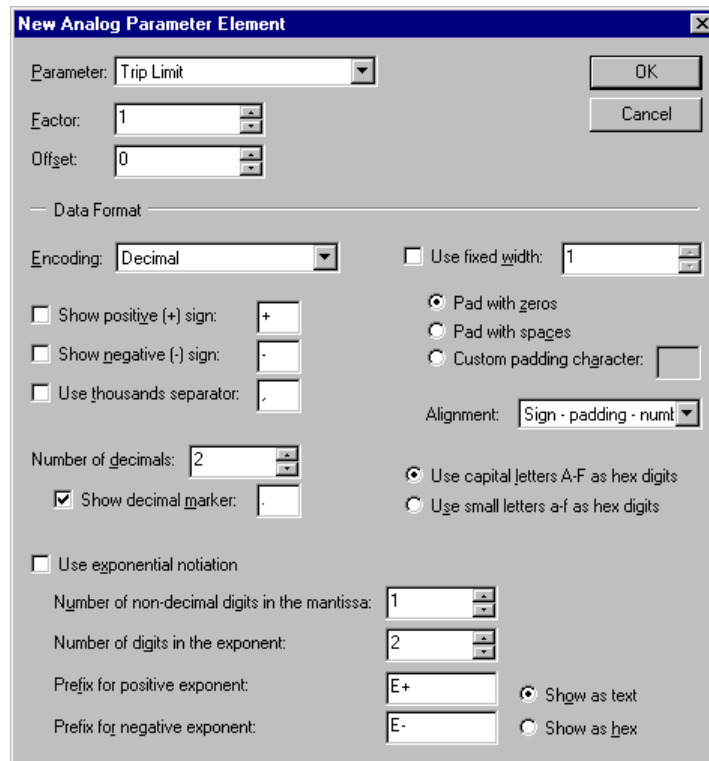 New Analog Parameter Element
Parameter: Trip Limit
OK
Factor: 1
Cancel
Offset: 0
Data Format
Encoding: Decimal
Use fixed width: 1
Pad with zeros
Show positive (+) sign: +
Pad with spaces
Show negative (-) sign: -
Custom padding character:
Use thousands separator: ,
Alignment: Sign - padding - numt
Number of decimals: 2
Use capital letters A-F as hex digits
Show decimal marker: .
Use small letters a-f as hex digits
Use exponential notiation
Number of non-decimal digits in the mantissa: 1
Number of digits in the exponent: 2
Prefix for positive exponent: E+
Show as text
Prefix for negative exponent: E-
Show as hex